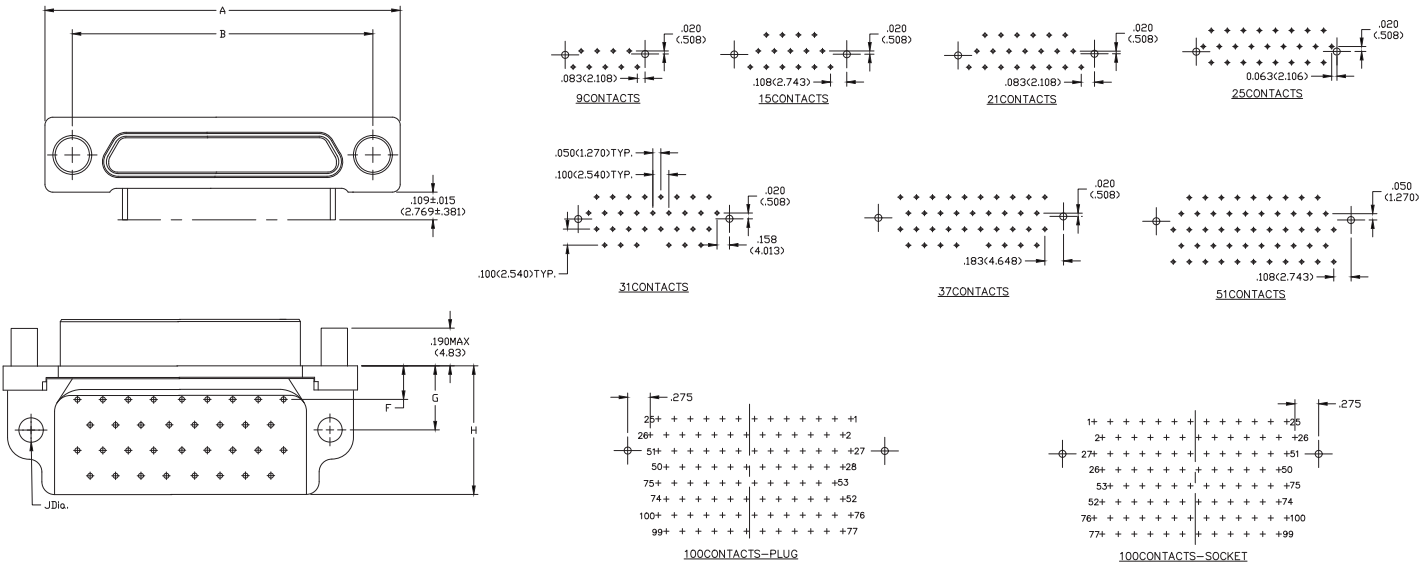 A
B
.109±.015
(2.769±.381)
.020
(.508)
.083(2.108)
9CONTACTS
.020
(.508)
.108(2.743)
15CONTACTS
.020
(.508)
.083(2.108)
21CONTACTS
.020
(.508)
0.063(2.106)
25CONTACTS
.050(1.270)TYP.
.100(2.540)TYP.
.020
(.508)
.158
(4.013)
.100(2.540)TYP.
31CONTACTS
.020
(.508)
.183(4.648)
37CONTACTS
.050
(1.270)
.108(2.743)
51CONTACTS
.190MAX
(4.83)
F
G
H
JDia.
.275
25 1
26 2
51 27
50 28
75 53
74 52
100 76
99 77
100CONTACTS-PLUG
.275
1 25
2 26
27 51
26 50
53 75
52 74
76 100
77 99
100CONTACTS-SOCKET